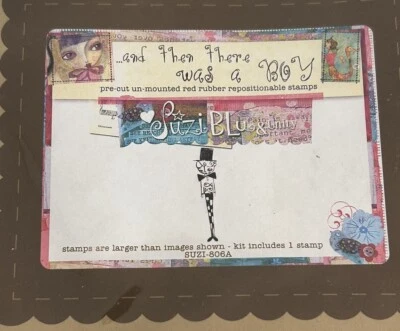 ...and then there
was a BOY
pre-cut un-mounted red rubber repositionable stamps
Suzi BLu
stamps are larger than images shown - kit includes 1 stamp
SUZI-806A